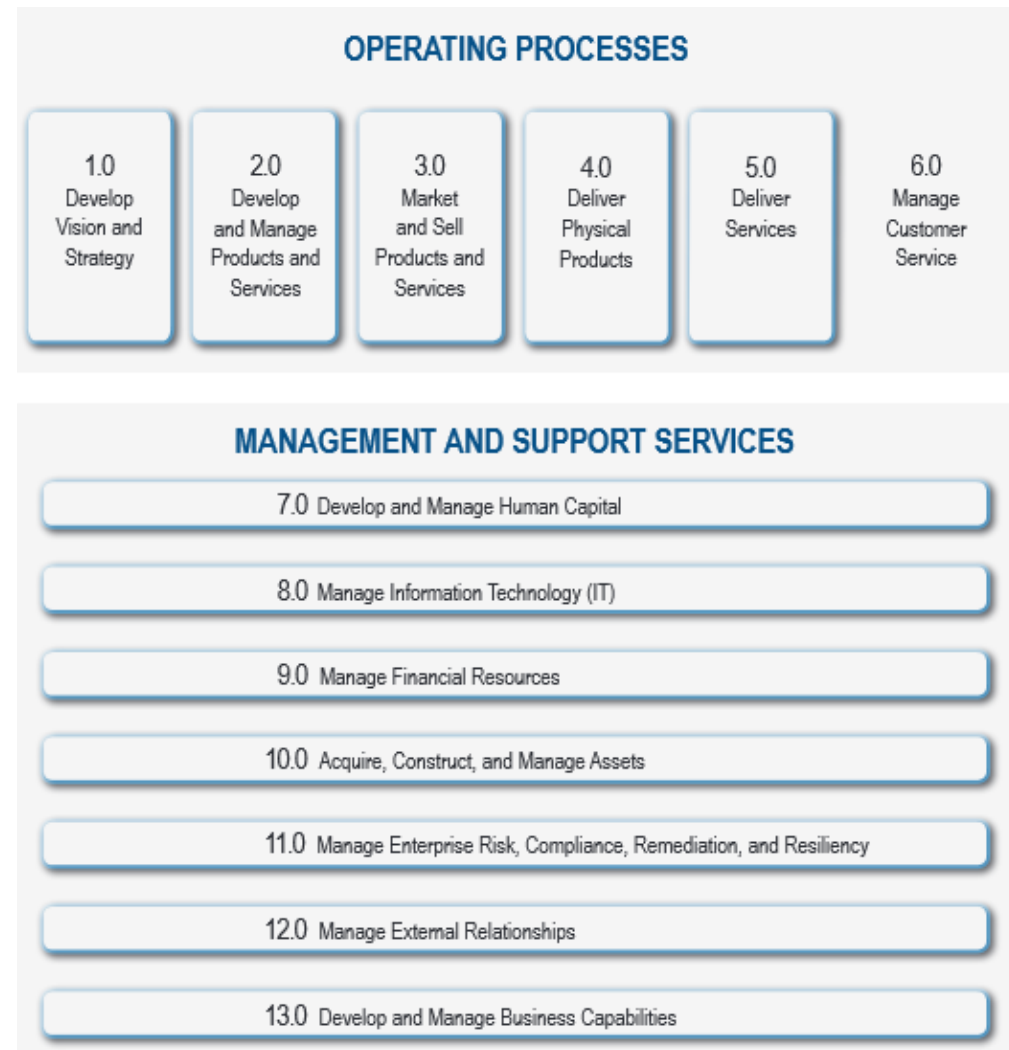 OPERATING PROCESSES
1.0
Develop
Vision and
Strategy
2.0
Develop
and Manage
Products and
Services
3.0
Market
and Sell
Products and
Services
4.0
Deliver
Physical
Products
5.0
Deliver
Services
6.0
Manage
Customer
Service
MANAGEMENT AND SUPPORT SERVICES
7.0 Develop and Manage Human Capital
8.0 Manage Information Technology (IT)
9.0 Manage Financial Resources
10.0 Acquire, Construct, and Manage Assets
11.0 Manage Enterprise Risk, Compliance, Remediation, and Resiliency
12.0 Manage External Relationships
13.0 Develop and Manage Business Capabilities